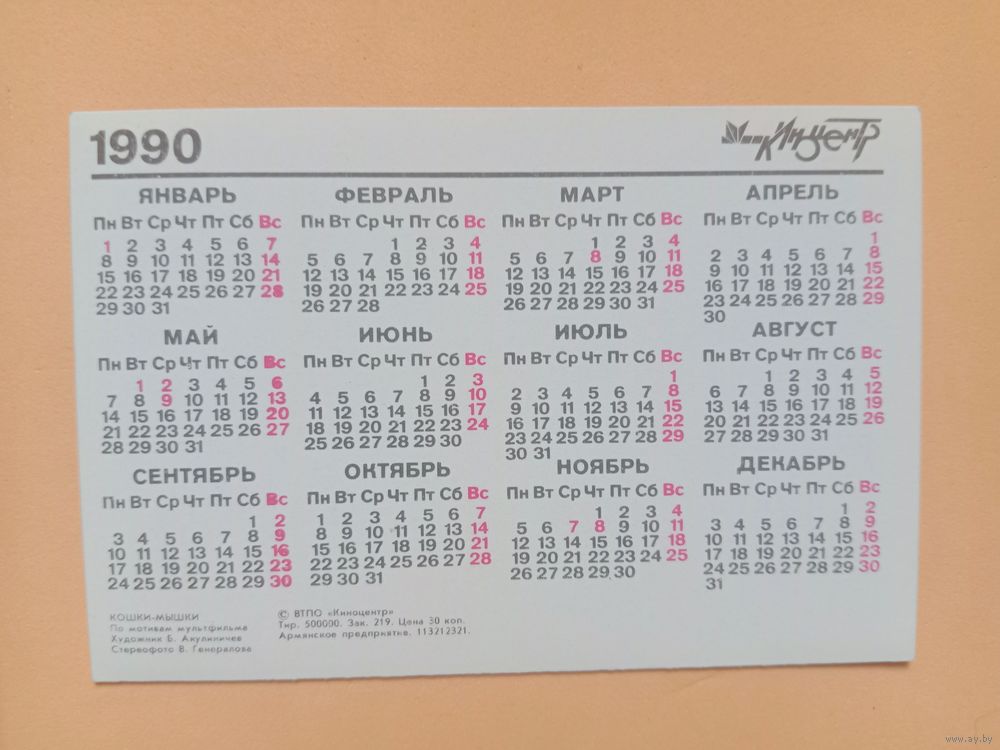 1990
Киноцентр
ЯНВАРЬ ФЕВРАЛЬ МАРТ АПРЕЛЬ
Пн Вт Ср Чт Пт Сб Вс Пн Вт Ср Чт Пт Сб Вс Пн Вт Ср Чт Пт Сб Вс Пн Вт Ср Чт Пт Сб Вс
1 2 3 4 5 6 7 1 2 3 4 1 2 3 4 1
8 9 10 11 12 13 14 5 6 7 8 9 10 11 5 6 7 8 9 10 11 2 3 4 5 6 7 8
15 16 17 18 19 20 21 12 13 14 15 16 17 18 12 13 14 15 16 17 18 9 10 11 12 13 14 15
22 23 24 25 26 27 28 19 20 21 22 23 24 25 19 20 21 22 23 24 25 16 17 18 19 20 21 22
29 30 31 26 27 28 26 27 28 29 30 31 23 24 25 26 27 28 29
30
МАЙ ИЮНЬ ИЮЛЬ АВГУСТ
Пн Вт Ср Чт Пт Сб Вс Пн Вт Ср Чт Пт Сб Вс Пн Вт Ср Чт Пт Сб Вс Пн Вт Ср Чт Пт Сб Вс
1 2 3 4 5 6 1 2 3 1 1 2 3 4 5
7 8 9 10 11 12 13 4 5 6 7 8 9 10 2 3 4 5 6 7 8 6 7 8 9 10 11 12
14 15 16 17 18 19 20 11 12 13 14 15 16 17 9 10 11 12 13 14 15 13 14 15 16 17 18 19
21 22 23 24 25 26 27 18 19 20 21 22 23 24 16 17 18 19 20 21 22 20 21 22 23 24 25 26
28 29 30 31 25 26 27 28 29 30 23 24 25 26 27 28 29 27 28 29 30 31
30 31
СЕНТЯБРЬ ОКТЯБРЬ НОЯБРЬ ДЕКАБРЬ
Пн Вт Ср Чт Пт Сб Вс Пн Вт Ср Чт Пт Сб Вс Пн Вт Ср Чт Пт Сб Вс Пн Вт Ср Чт Пт Сб Вс
1 2 1 2 3 4 5 6 7 1 2 3 4 1 2
3 4 5 6 7 8 9 8 9 10 11 12 13 14 5 6 7 8 9 10 11 3 4 5 6 7 8 9
10 11 12 13 14 15 16 15 16 17 18 19 20 21 12 13 14 15 16 17 18 10 11 12 13 14 15 16
17 18 19 20 21 22 23 22 23 24 25 26 27 28 19 20 21 22 23 24 25 17 18 19 20 21 22 23
24 25 26 27 28 29 30 29 30 31 26 27 28 29 30 24 25 26 27 28 29 30
31
КОШКИ-МЫШКИ
По мотивам мультфильма
Художник Б. Акулиничев
Стереофото В. Генералова
© ВТПО «Киноцентр»
Тир. 500000. Зак. 219. Цена 30 коп.
Армянское предприятие. 113212321.
www.ay.by